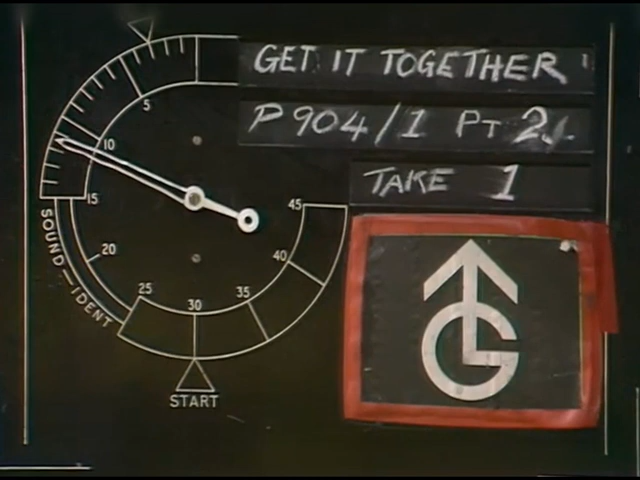 GET IT TOGETHER
P904/1 PT 2
TAKE 1
5
10
15
20
25
30
35
40
45
SOUND—IDENT
START
G